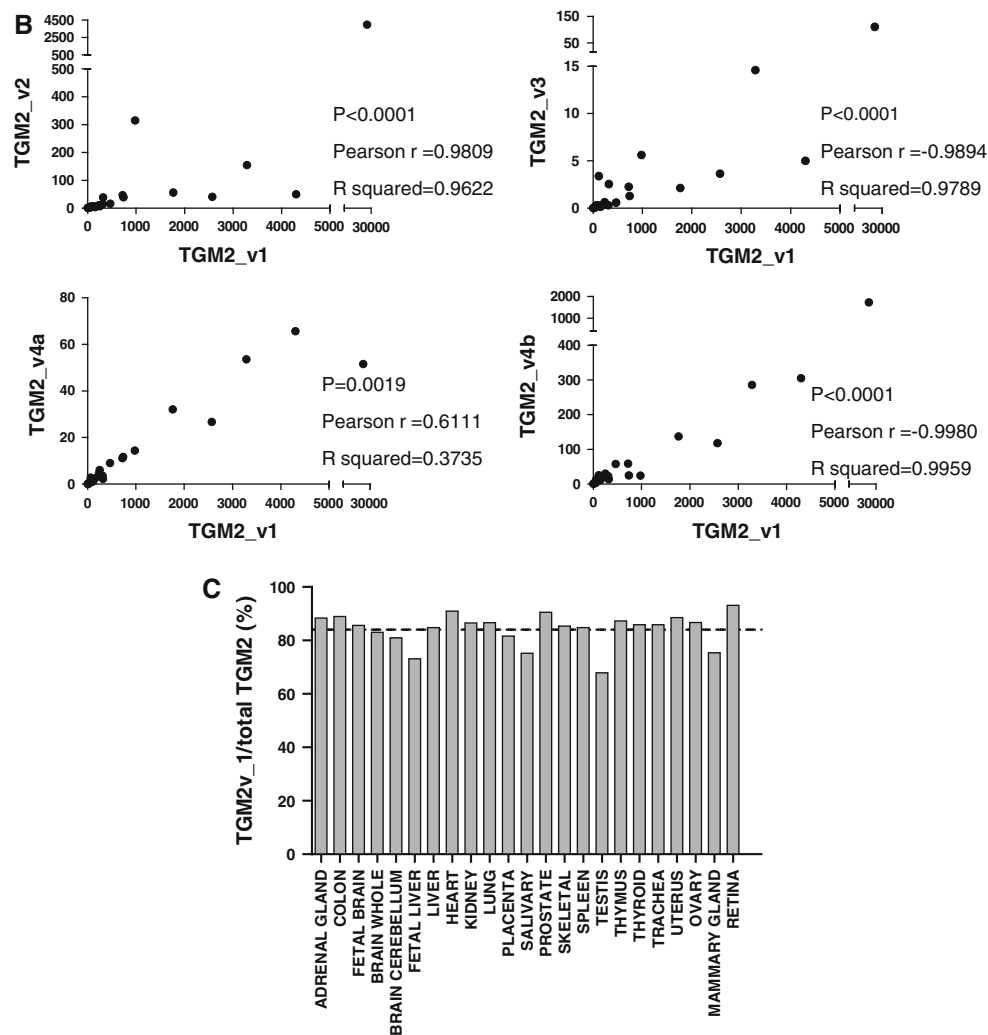 B
4500
2500
500
500
400
300
200
100
0
TGM2_v2
P<0.0001
Pearson r =0.9809
R squared=0.9622
0 1000 2000 3000 4000 5000 30000
TGM2_v1
150
100
50
15
10
5
0
TGM2_v3
P<0.0001
Pearson r =-0.9894
R squared=0.9789
0 1000 2000 3000 4000 5000 30000
TGM2_v1
80
60
40
20
0
TGM2_v4a
P=0.0019
Pearson r =0.6111
R squared=0.3735
0 1000 2000 3000 4000 5000 30000
TGM2_v1
2000
1000
400
300
200
100
0
TGM2_v4b
P<0.0001
Pearson r =-0.9980
R squared=0.9959
0 1000 2000 3000 4000 5000 30000
TGM2_v1
C
100
80
60
40
20
0
TGM2v_1/total TGM2 (%)
ADRENAL GLAND
COLON
FETAL BRAIN
BRAIN WHOLE
BRAIN CEREBELLUM
FETAL LIVER
LIVER
HEART
KIDNEY
LUNG
PLACENTA
SALIVARY
PROSTATE
SKELETAL
SPLEEN
TESTIS
THYMUS
THYROID
TRACHEA
UTERUS
OVARY
MAMMARY GLAND
RETINA